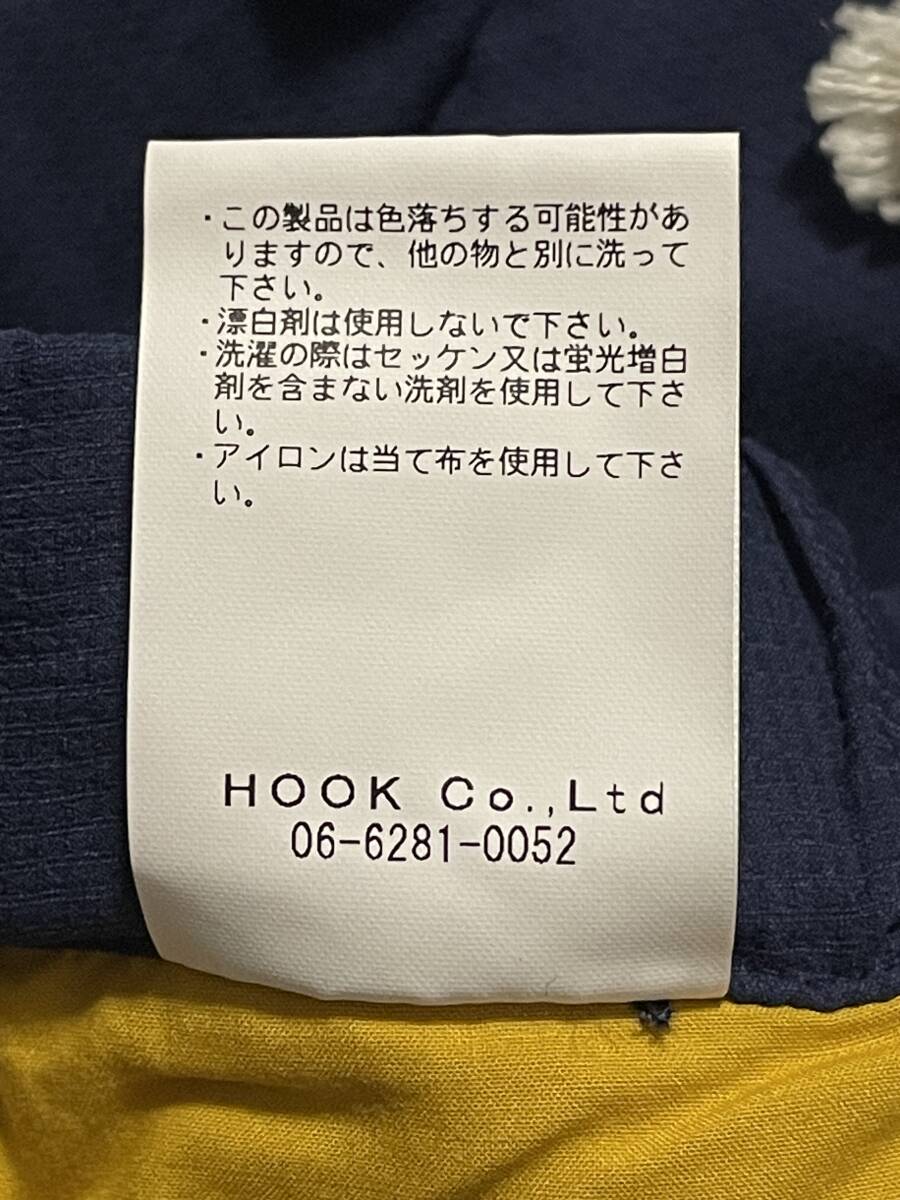 ・この製品は色落ちする可能性があ
りますので、他の物と別に洗って
下さい。
・漂白剤は使用しないで下さい。
・洗濯の際はセッケン又は蛍光増白
剤を含まない洗剤を使用して下さ
い。
・アイロンは当て布を使用して下さ
い。
HOOK Co.,Ltd
06-6281-0052